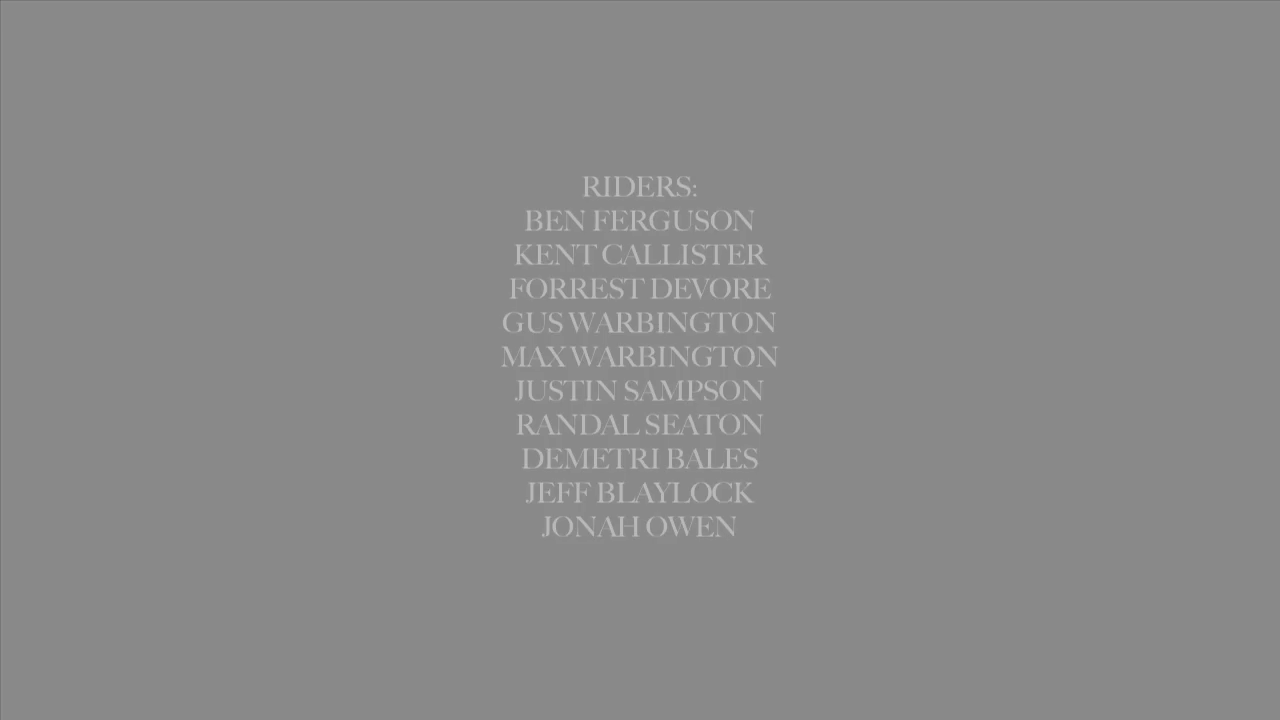 RIDERS:
BEN FERGUSON
KENT CALLISTER
FORREST DEVORE
GUS WARBINGTON
MAX WARBINGTON
JUSTIN SAMPSON
RANDAL SEATON
DEMETRI BALES
JEFF BLAYLOCK
JONAH OWEN